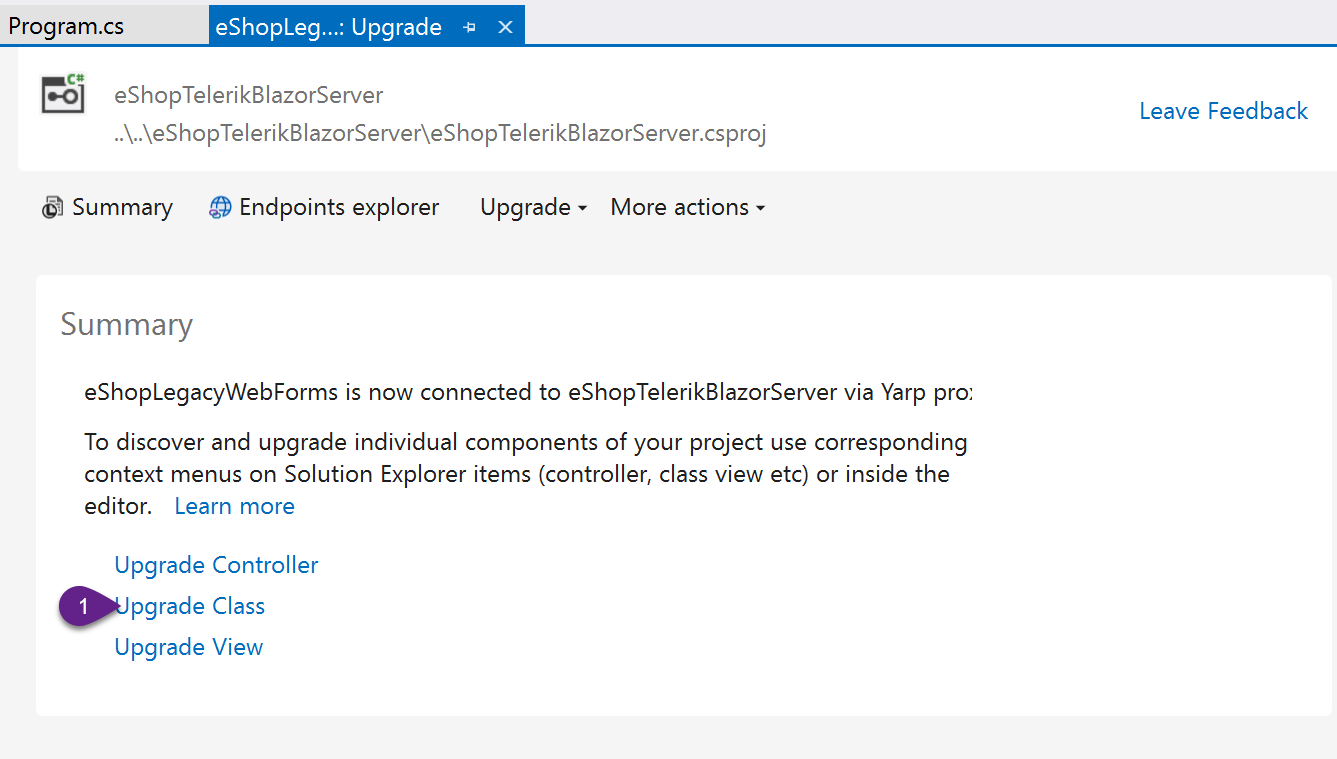 Program.cs
eShopLeg...: Upgrade
C#
eShopTelerikBlazorServer
..\..\eShopTelerikBlazorServer\eShopTelerikBlazorServer.csproj
Leave Feedback
Summary Endpoints explorer Upgrade More actions
Summary
eShopLegacyWebForms is now connected to eShopTelerikBlazorServer via Yarp
To discover and upgrade individual components of your project use corresponding
context menus on Solution Explorer items (controller, class view etc) or inside the
editor. Learn more
Upgrade Controller
1 Upgrade Class
Upgrade View